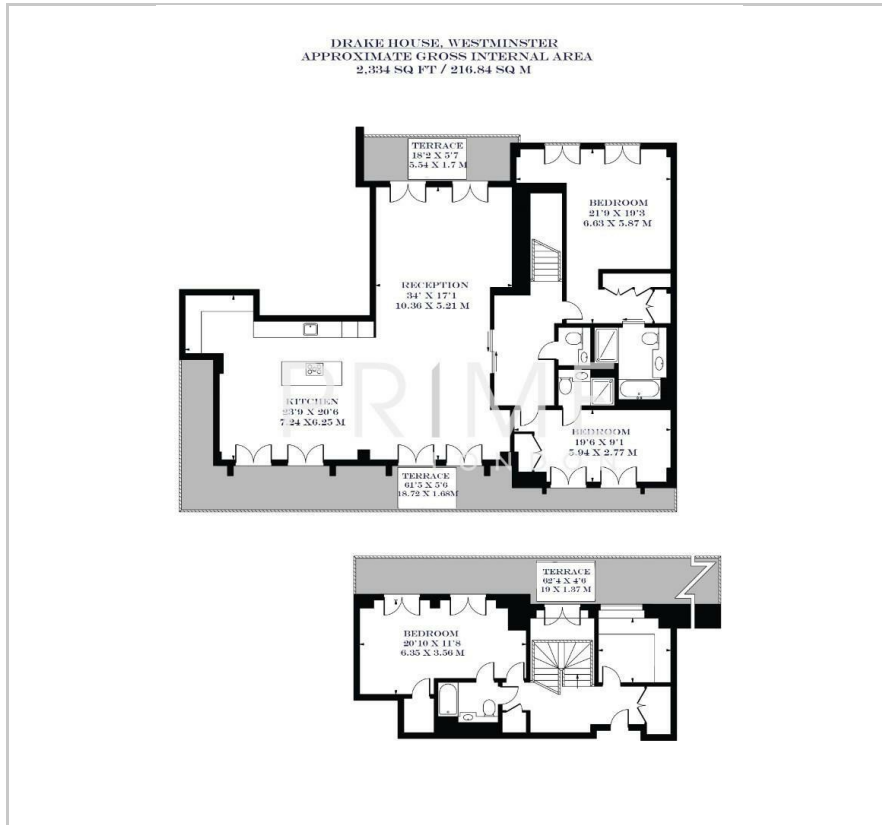 DRAKE HOUSE, WESTMINSTER
APPROXIMATE GROSS INTERNAL AREA
2,334 SQ FT / 216.84 SQ M
TERRACE
18'2 X 5'7
5.54 X 1.7 M
BEDROOM
21'9 X 19'3
6.63 X 5.87 M
RECEPTION
34' X 17'1
10.36 X 5.21 M
PRIME
LONDON
KITCHEN
23'9 X 20'6
7.24 X6.25 M
BEDROOM
19'6 X 9'1
5.94 X 2.77 M
TERRACE
61'5 X 5'6
18.72 X 1.68M
TERRACE
62'4 X 4'6
19 X 1.37 M
BEDROOM
20'10 X 11'8
6.35 X 3.56 M